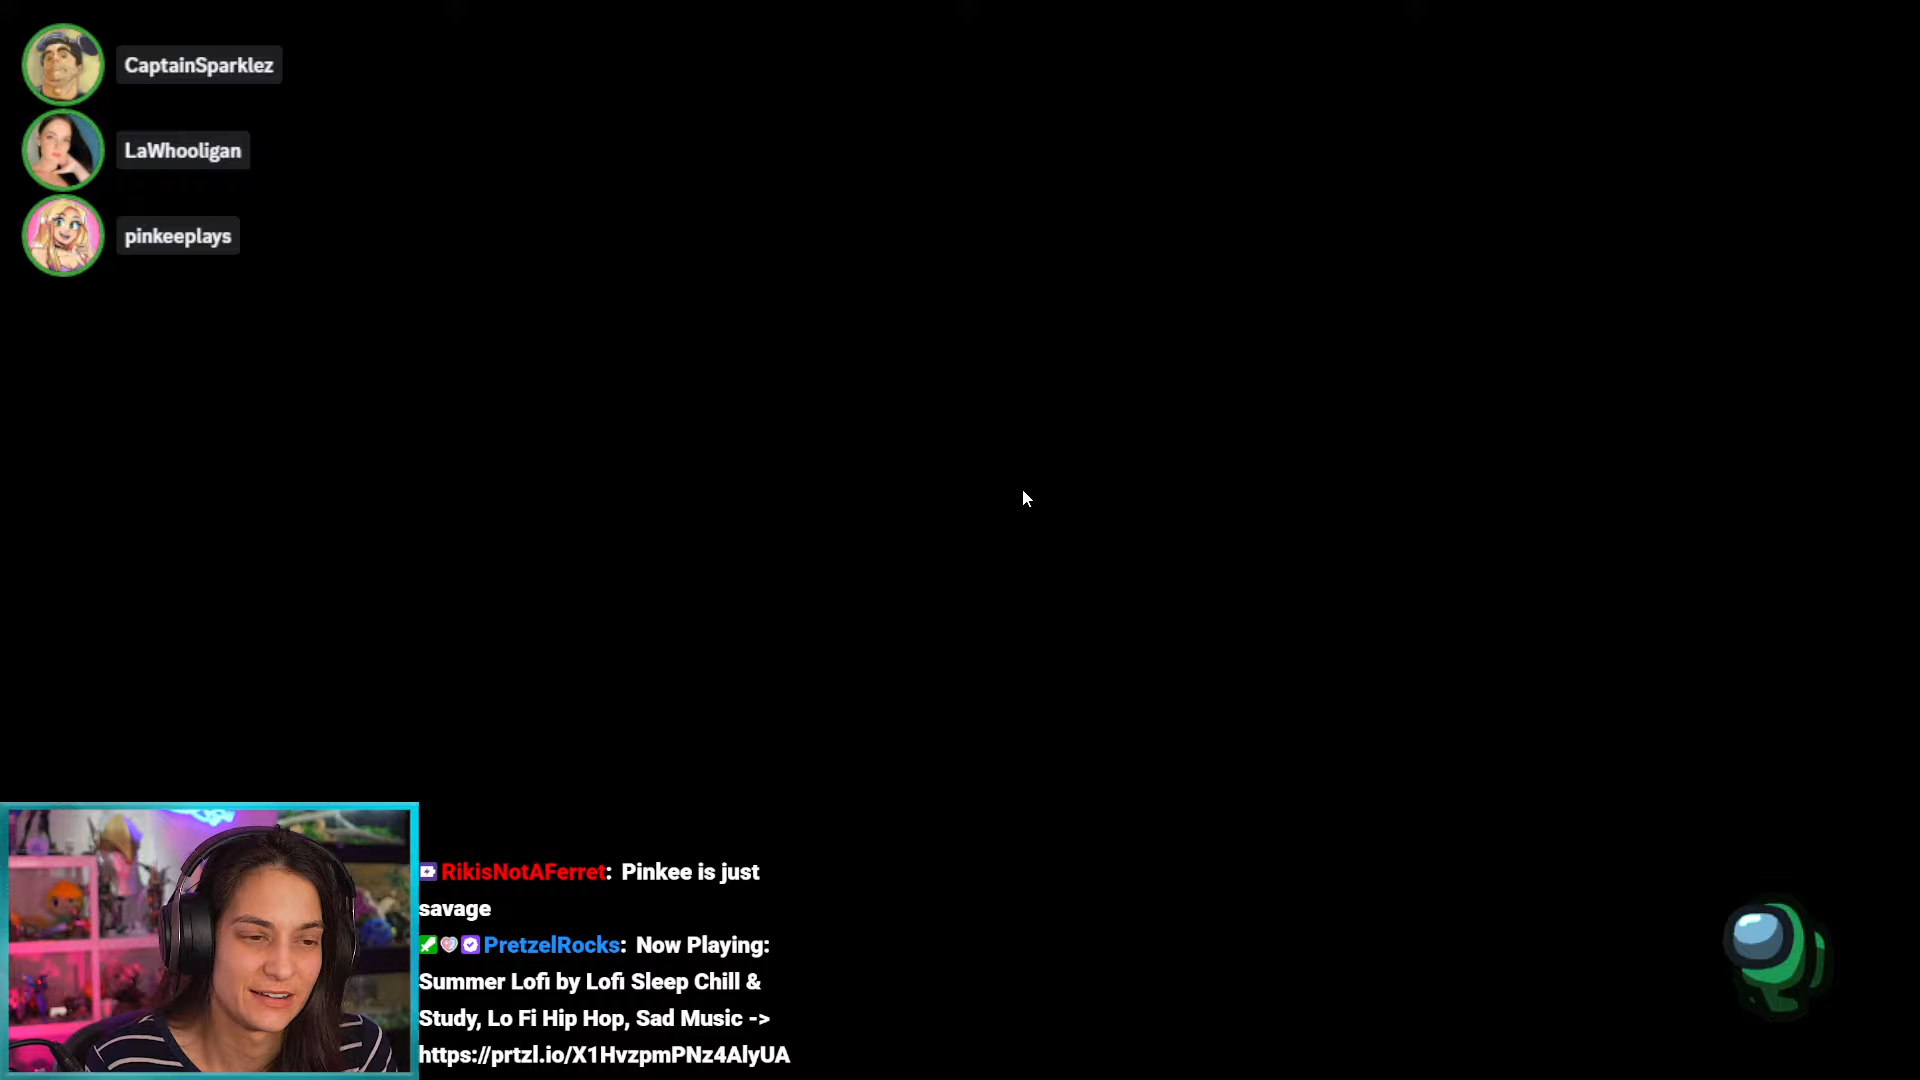 CaptainSparklez
LaWhooligan
pinkeeplays
RikisNotAFerret: Pinkee is just
savage
PretzelRocks: Now Playing:
Summer Lofi by Lofi Sleep Chill &
Study, Lo Fi Hip Hop, Sad Music ->
https://prtzl.io/X1HvzpmPNz4AlyUA